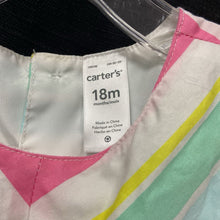 carter's
18m
months/mois
Made in China
Fabriqué en Chine
Hecho en China